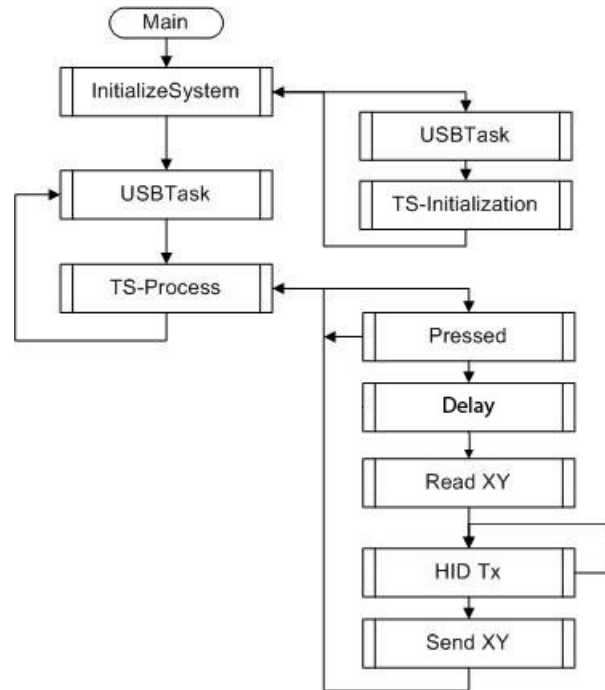 Main
InitializeSystem
USBTask
TS-Initialization
USBTask
TS-Process
Pressed
Delay
Read XY
HID Tx
Send XY